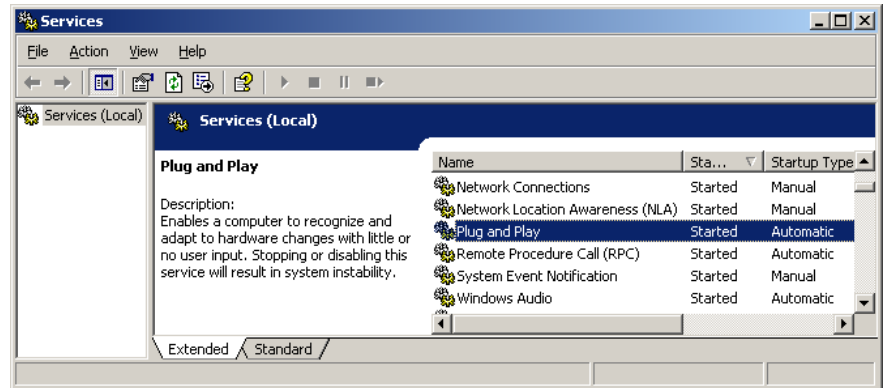 Services
File Action View Help
Services (Local)
Services (Local)
Plug and Play
Description:
Enables a computer to recognize and
adapt to hardware changes with little or
no user input. Stopping or disabling this
service will result in system instability.
Name Sta... Startup Type
Network Connections Started Manual
Network Location Awareness (NLA) Started Manual
Plug and Play Started Automatic
Remote Procedure Call (RPC) Started Automatic
System Event Notification Started Manual
Windows Audio Started Automatic
Extended Standard